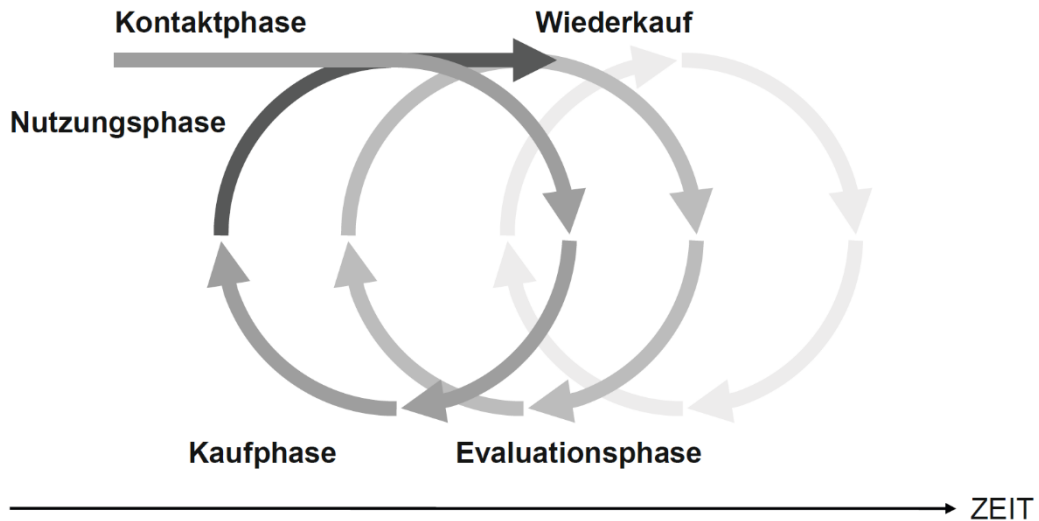 Kontaktphase
Wiederkauf
Nutzungsphase
Kaufphase
Evaluationsphase
ZEIT